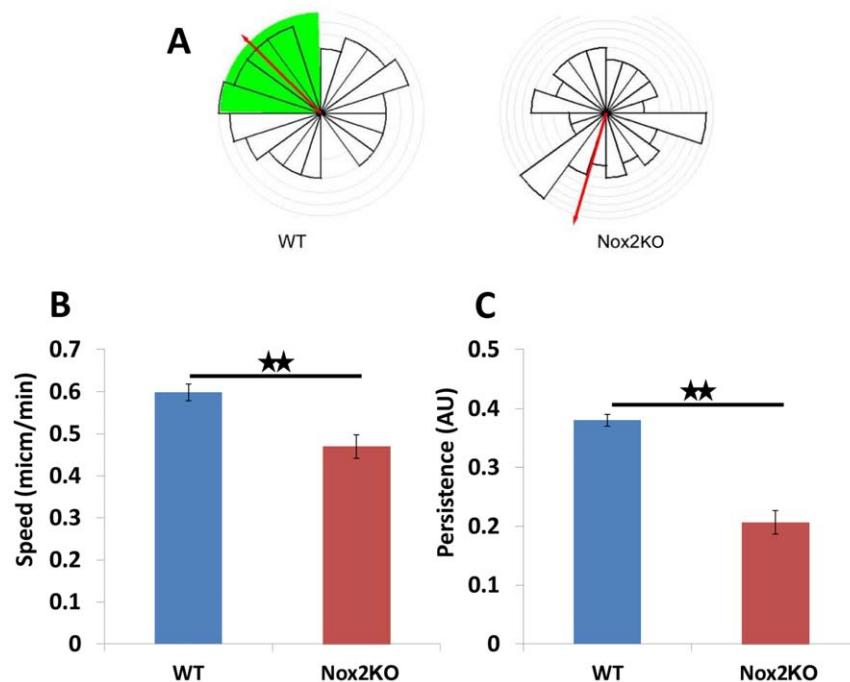 A
WT
Nox2KO
B
Speed (micm/min)
0.7
0.6
0.5
0.4
0.3
0.2
0.1
0
★★
WT
Nox2KO
C
Persistence (AU)
0.5
0.4
0.3
0.2
0.1
0
★★
WT
Nox2KO